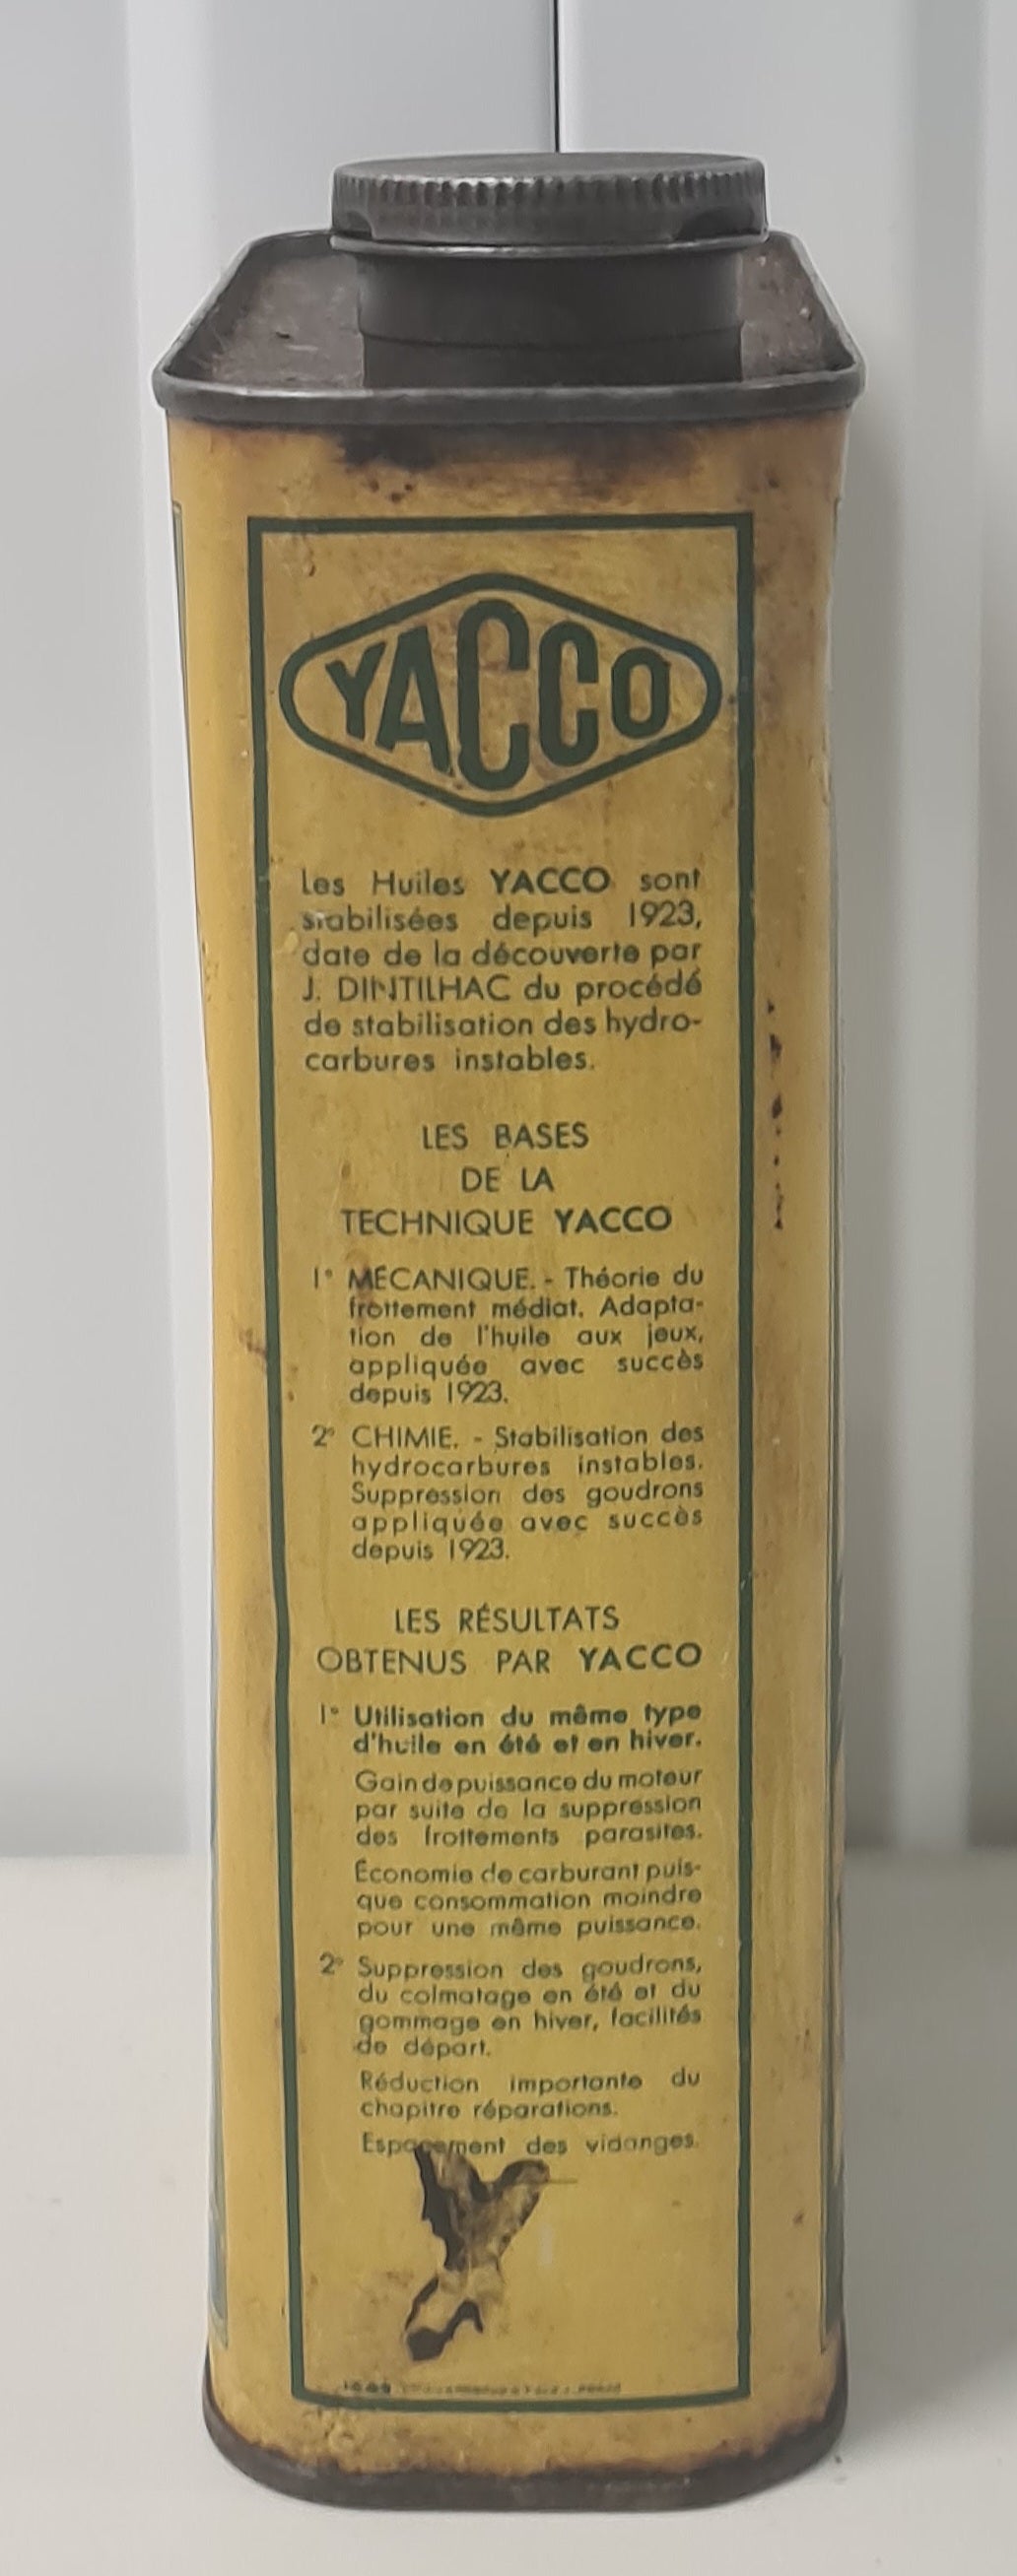 YACCO
Les Huiles YACCO sont
stabilisées depuis 1923,
date de la découverte par
J. DINTILHAC du procédé
de stabilisation des hydro-
carbures instables.
LES BASES
DE LA
TECHNIQUE YACCO
1° MÉCANIQUE. - Théorie du
frottement médiat. Adapta-
tion de l'huile aux jeux,
appliquée avec succès
depuis 1923.
2° CHIMIE. - Stabilisation des
hydrocarbures instables.
Suppression des goudrons
appliquée avec succès
depuis 1923.
LES RÉSULTATS
OBTENUS PAR YACCO
1° Utilisation du même type
d'huile en été et en hiver.
Gain de puissance du moteur
par suite de la suppression
des frottements parasites.
Économie de carburant puis-
que consommation moindre
pour une même puissance.
2° Suppression des goudrons,
du colmatage en été et du
gommage en hiver, facilités
de départ.
Réduction importante du
chapitre réparations.
Espacement des vidanges.